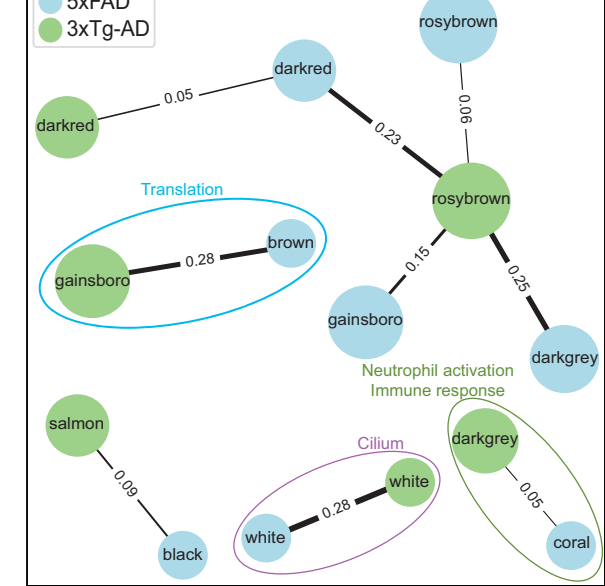 5xFAD
3xTg-AD
rosybrown
darkred
0.05
darkred
0.06
0.23
rosybrown
Translation
brown
0.28
gainsboro
0.15
0.25
gainsboro
darkgrey
Neutrophil activation
Immune response
salmon
darkgrey
Cilium
white
0.09
0.28
0.05
white
black
coral